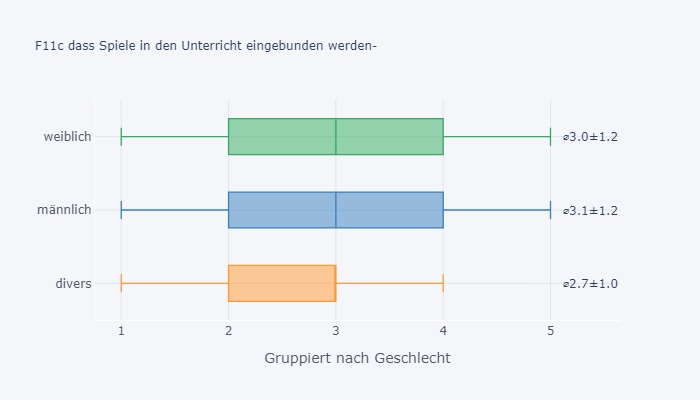 F11c dass Spiele in den Unterricht eingebunden werden-
weiblich
⌀3.0±1.2
männlich
⌀3.1±1.2
divers
⌀2.7±1.0
1 2 3 4 5
Gruppiert nach Geschlecht